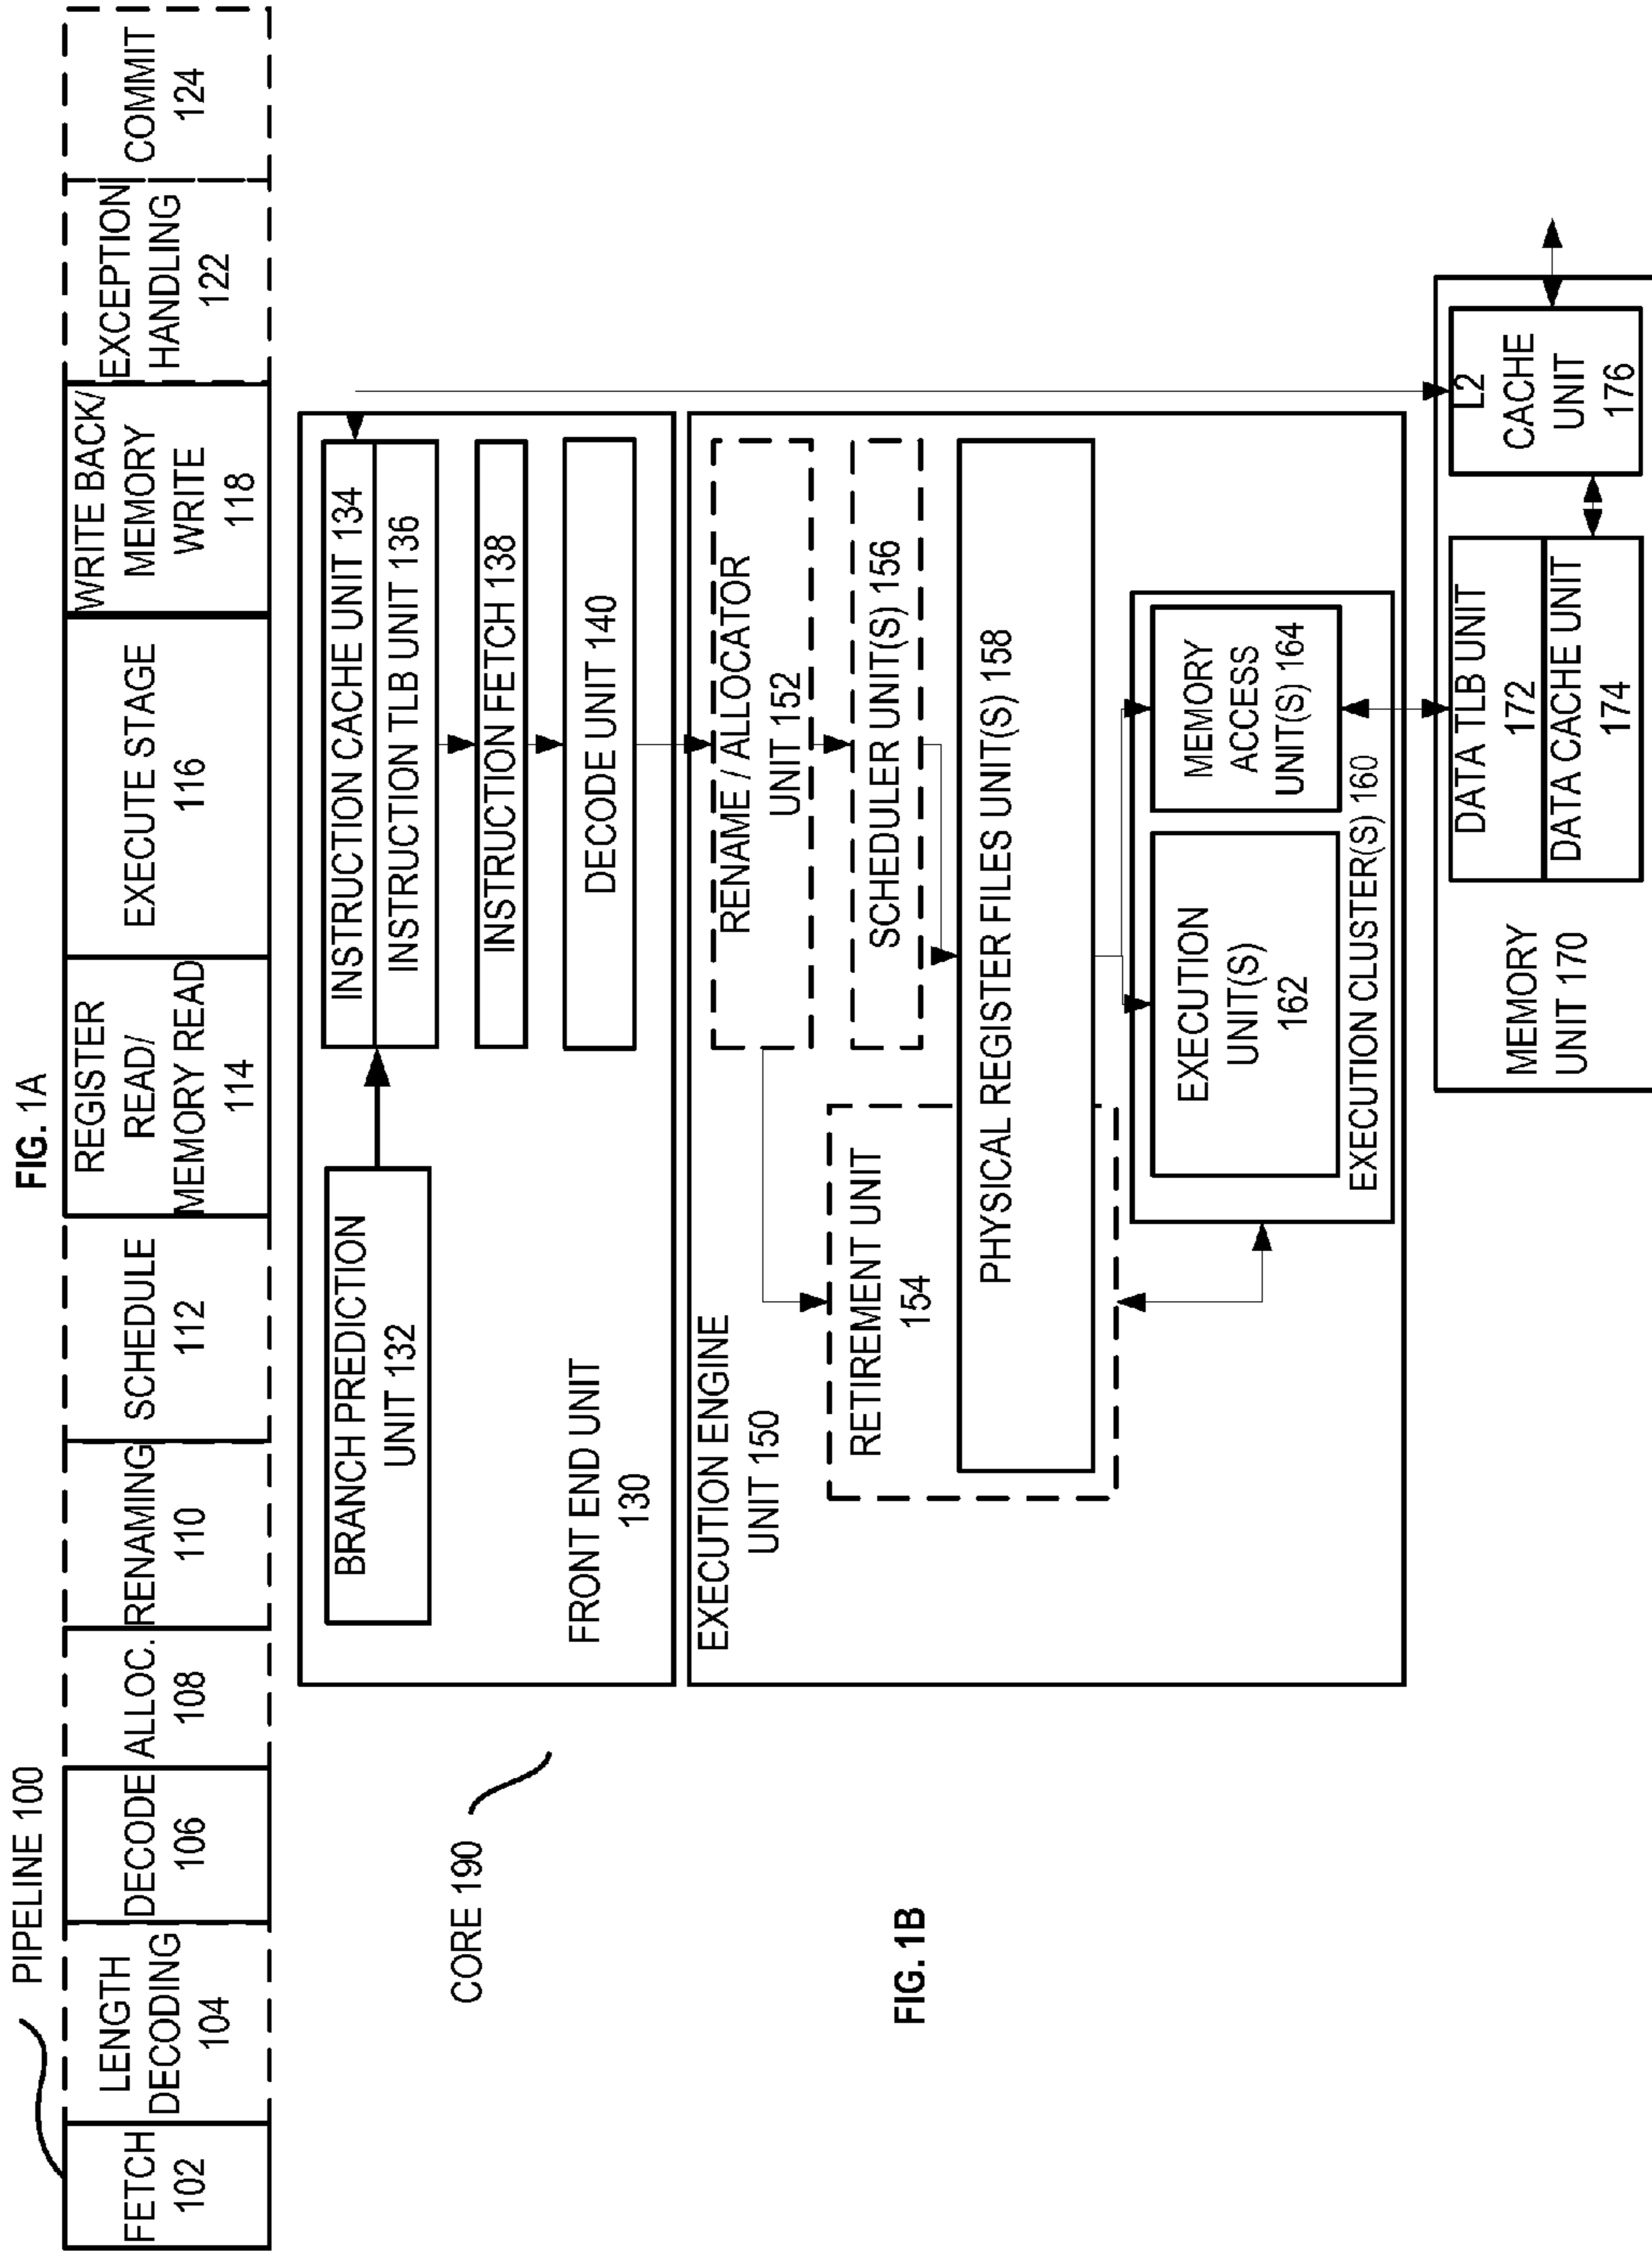 FIG. 1A
PIPELINE 100
FETCH
102
LENGTH
DECODING
104
DECODE
106
ALLOC.
108
RENAMING
110
SCHEDULE
112
REGISTER
READ/
MEMORY READ
114
EXECUTE STAGE
116
WRITE BACK/
MEMORY
WRITE
118
EXCEPTION
HANDLING
122
COMMIT
124
CORE 190
BRANCH PREDICTION
UNIT 132
INSTRUCTION CACHE UNIT 134
INSTRUCTION TLB UNIT 136
INSTRUCTION FETCH 138
DECODE UNIT 140
FRONT END UNIT
130
EXECUTION ENGINE
UNIT 150
RENAME / ALLOCATOR
UNIT 152
RETIREMENT UNIT
154
SCHEDULER UNIT(S) 156
PHYSICAL REGISTER FILES UNIT(S) 158
EXECUTION
UNIT(S)
162
MEMORY
ACCESS
UNIT(S) 164
EXECUTION CLUSTER(S) 160
MEMORY
UNIT 170
DATA TLB UNIT
172
DATA CACHE UNIT
174
L2
CACHE
UNIT
176
FIG. 1B